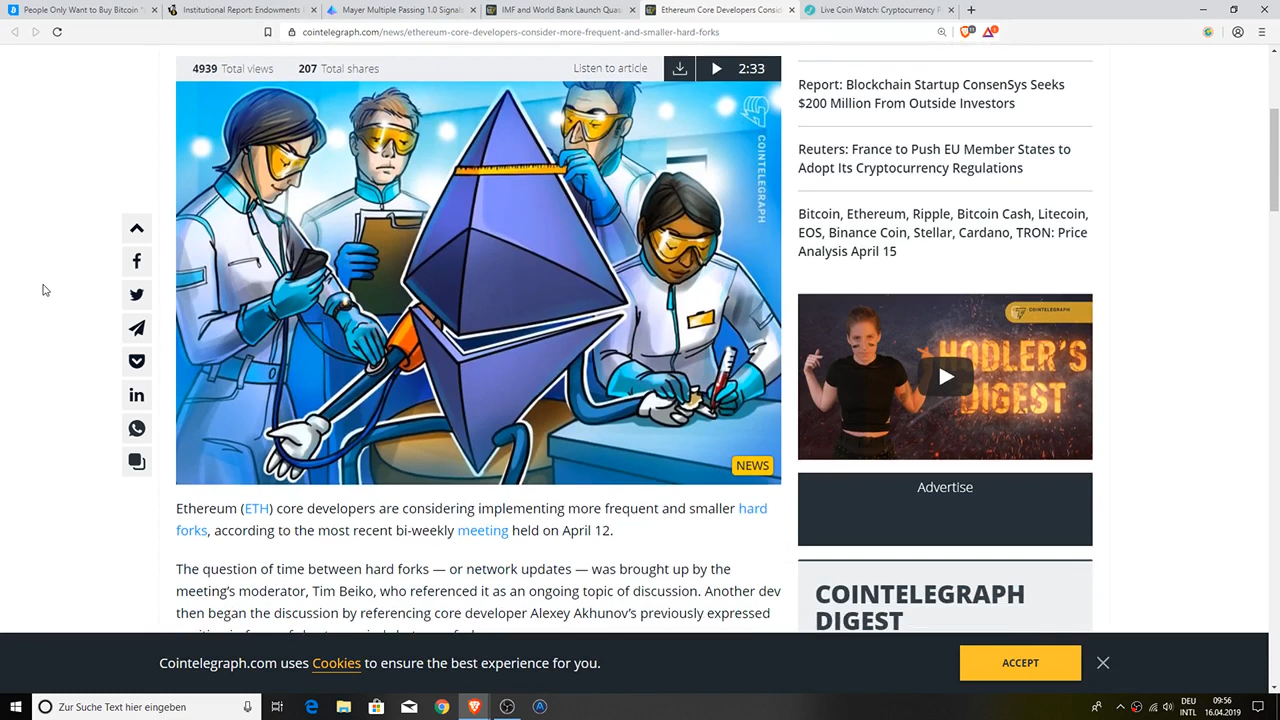 People Only Want to Buy Bitcoin
Institutional Report: Endowments
Mayer Multiple Passing 1.0 Signals
IMF and World Bank Launch Quas
Ethereum Core Developers Consid
Live Coin Watch: Cryptocurrency P
cointelegraph.com/news/ethereum-core-developers-consider-more-frequent-and-smaller-hard-forks
4939 Total views 207 Total shares Listen to article 2:33
COINTELEGRAPH
NEWS
Ethereum (ETH) core developers are considering implementing more frequent and smaller hard
forks, according to the most recent bi-weekly meeting held on April 12.
The question of time between hard forks — or network updates — was brought up by the
meeting's moderator, Tim Beiko, who referenced it as an ongoing topic of discussion. Another dev
then began the discussion by referencing core developer Alexey Akhunov's previously expressed
Report: Blockchain Startup ConsenSys Seeks
$200 Million From Outside Investors
Reuters: France to Push EU Member States to
Adopt Its Cryptocurrency Regulations
Bitcoin, Ethereum, Ripple, Bitcoin Cash, Litecoin,
EOS, Binance Coin, Stellar, Cardano, TRON: Price
Analysis April 15
COINTELEGRAPH
HODLER'S
DIGEST
Advertise
COINTELEGRAPH
DIGEST
Cointelegraph.com uses Cookies to ensure the best experience for you.
ACCEPT
Zur Suche Text hier eingeben
DEU
INTL
09:56
16.04.2019